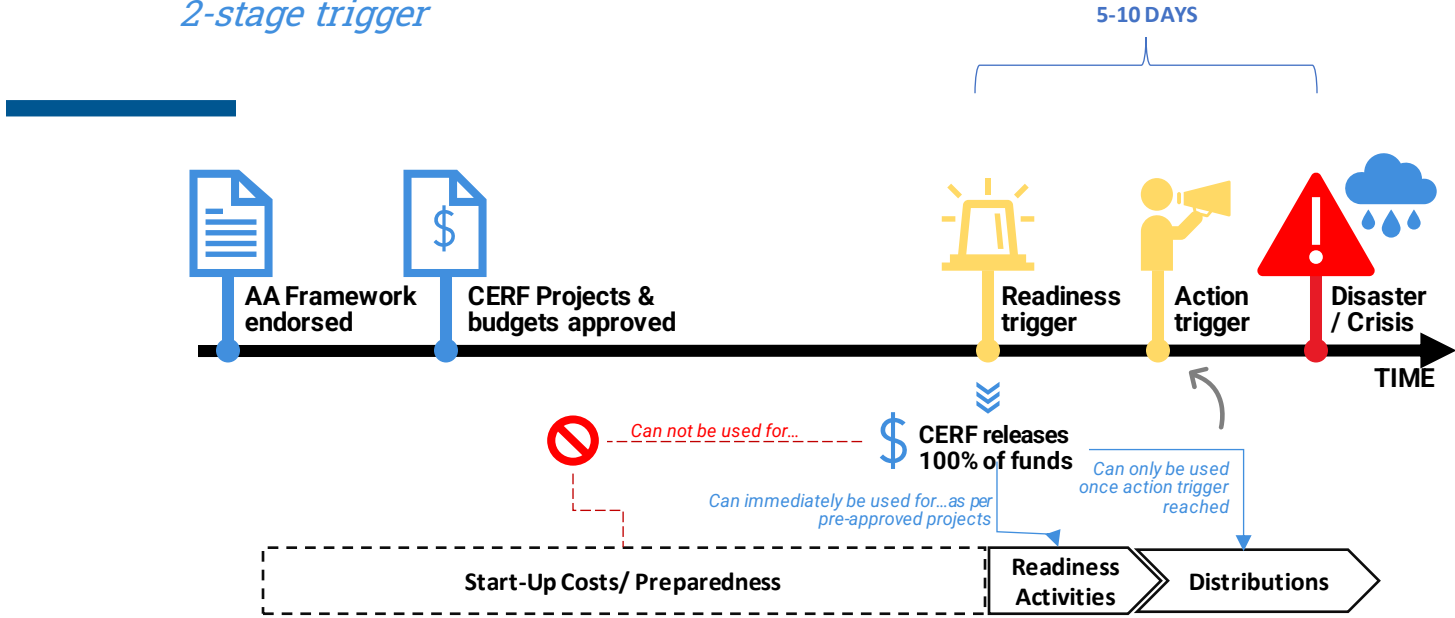 2-stage trigger
5-10 DAYS
$
AA Framework
endorsed
CERF Projects &
budgets approved
Readiness
trigger
Action
trigger
Disaster
/ Crisis
TIME
Can not be used for...
$
CERF releases
100% of funds
Can only be used
once action trigger
reached
Can immediately be used for...as per
pre-approved projects
Start-Up Costs/ Preparedness
Readiness
Activities
Distributions